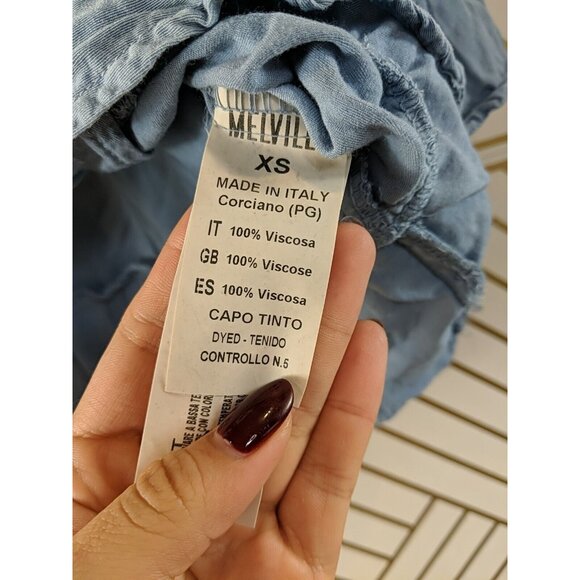 MELVILL
XS
MADE IN ITALY
Corciano (PG)
IT 100% Viscosa
GB 100% Viscose
ES 100% Viscosa
CAPO TINTO
DYED - TENIDO
CONTROLLO N.5